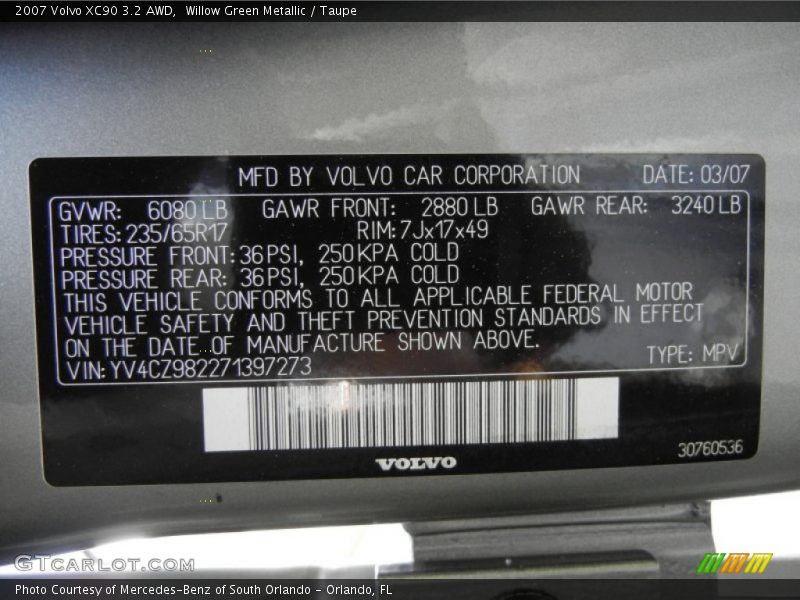 2007 Volvo XC90 3.2 AWD,  Willow Green Metallic / Taupe
MFD BY VOLVO CAR CORPORATION DATE: 03/07
GVWR: 6080 LB GAWR FRONT: 2880 LB GAWR REAR: 3240 LB
TIRES: 235/65R17 RIM: 7Jx17x49
PRESSURE FRONT: 36 PSI, 250 KPA COLD
PRESSURE REAR: 36 PSI, 250 KPA COLD
THIS VEHICLE CONFORMS TO ALL APPLICABLE FEDERAL MOTOR
VEHICLE SAFETY AND THEFT PREVENTION STANDARDS IN EFFECT
ON THE DATE OF MANUFACTURE SHOWN ABOVE.
TYPE: MPV
VIN: YV4CZ982271397273
30760536
VOLVO
GTCARLOT.COM
Photo Courtesy of Mercedes-Benz of South Orlando - Orlando, FL